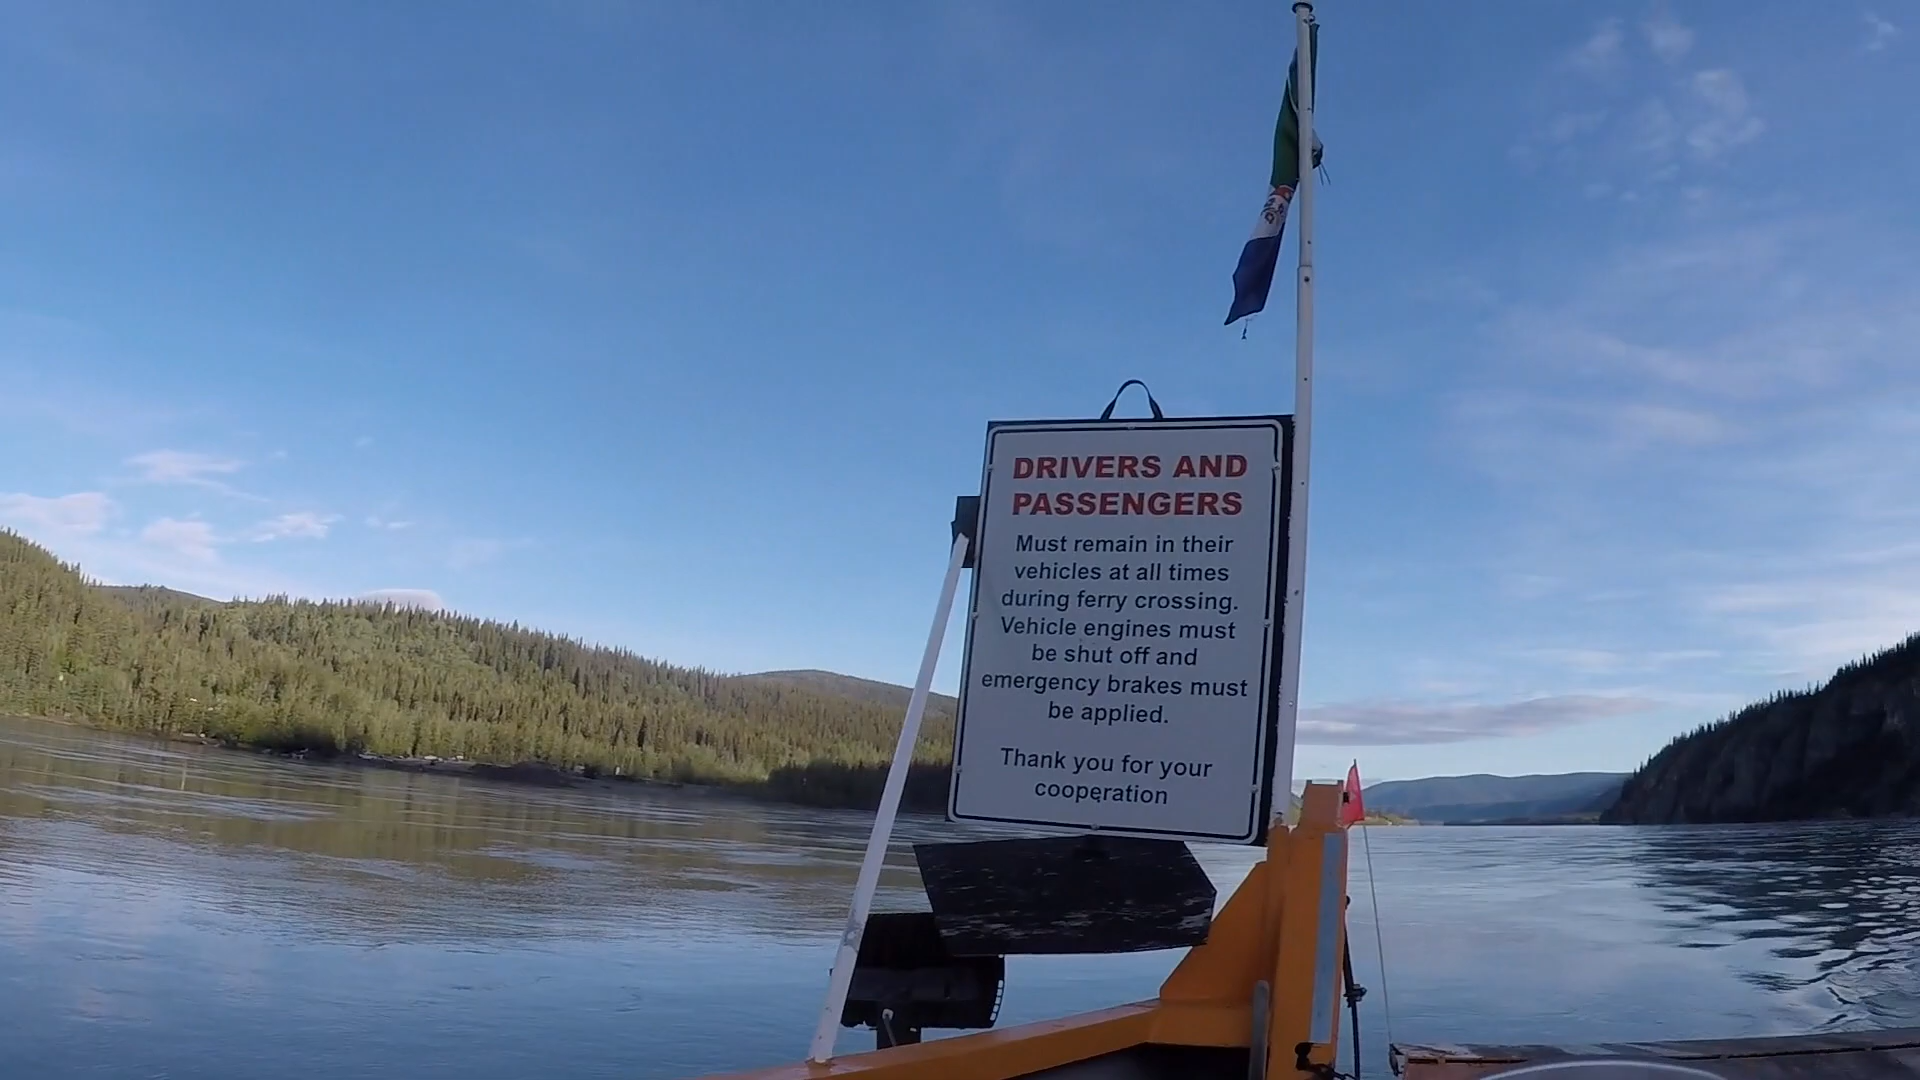 DRIVERS AND
PASSENGERS
Must remain in their
vehicles at all times
during ferry crossing.
Vehicle engines must
be shut off and
emergency brakes must
be applied.
Thank you for your
cooperation